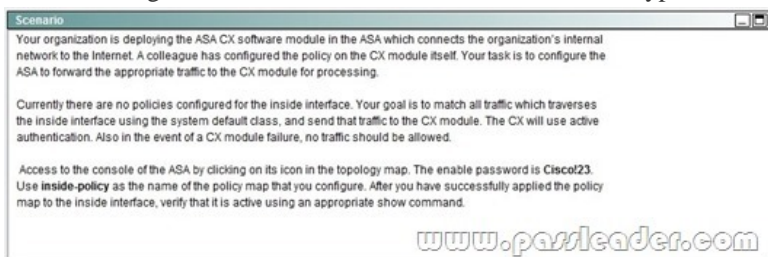 Scenario
Your organization is deploying the ASA CX software module in the ASA which connects the organization's internal
network to the Internet. A colleague has configured the policy on the CX module itself. Your task is to configure the
ASA to forward the appropriate traffic to the CX module for processing.
Currently there are no policies configured for the inside interface. Your goal is to match all traffic which traverses
the inside interface using the system default class, and send that traffic to the CX module. The CX will use active
authentication. Also in the event of a CX module failure, no traffic should be allowed.
Access to the console of the ASA by clicking on its icon in the topology map. The enable password is Cisco!23.
Use inside-policy as the name of the policy map that you configure. After you have successfully applied the policy
map to the inside interface, verify that it is active using an appropriate show command.
www.passleader.com